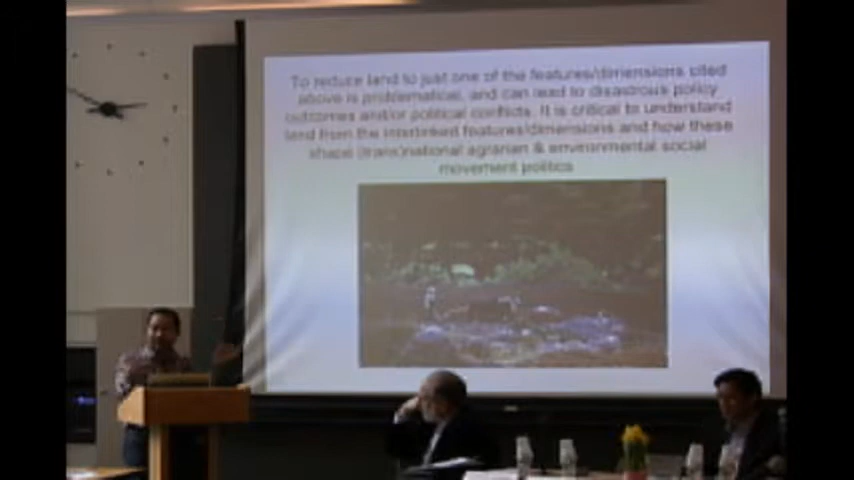 To reduce land to just one of the features/dimensions cited
above is problematical, and can lead to disastrous policy
outcomes and/or political conflicts. It is critical to understand
land from the interlinked features/dimensions and how these
shape (trans)national agrarian & environmental social
movement politics